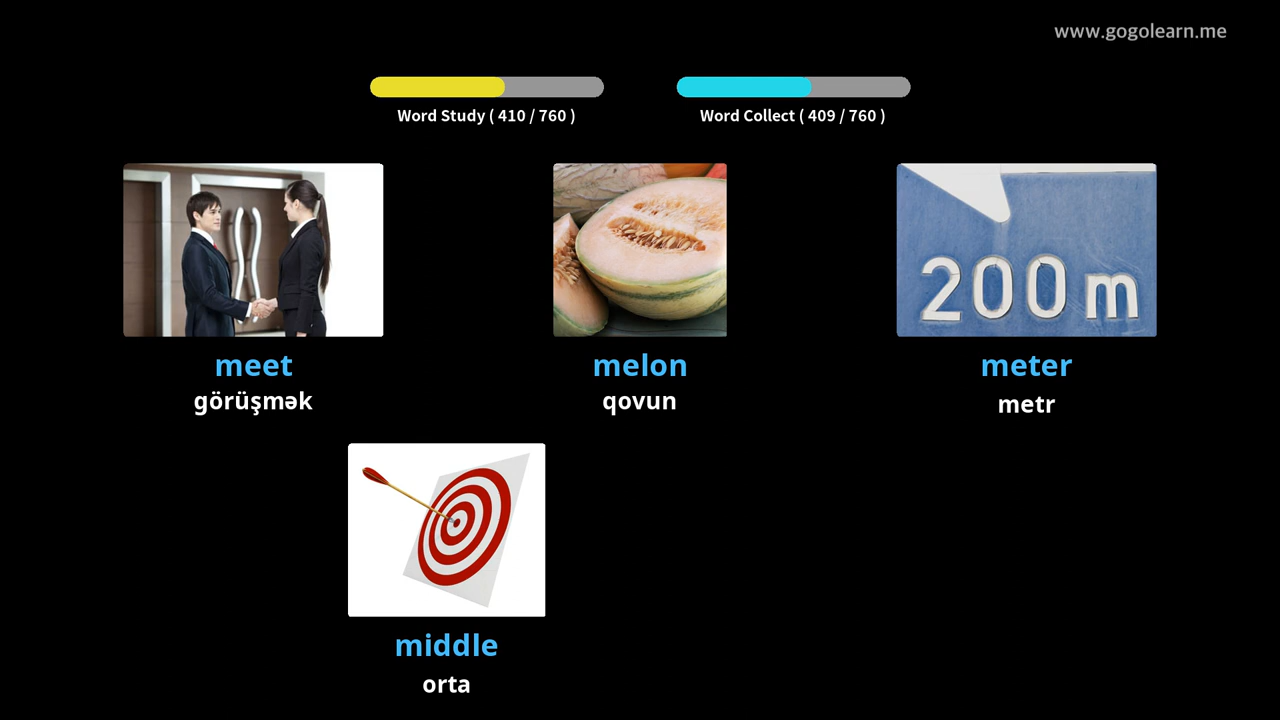 www.gogolearn.me
Word Study ( 410 / 760 )
Word Collect ( 409 / 760 )
200m
meet
görüşmək
melon
qovun
meter
metr
middle
orta